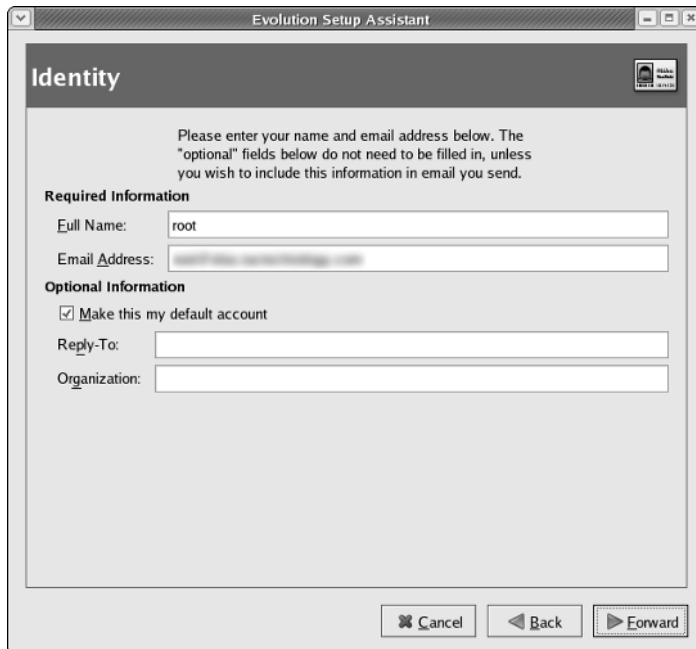 Evolution Setup Assistant
Identity
Please enter your name and email address below. The
"optional" fields below do not need to be filled in, unless
you wish to include this information in email you send.
Required Information
Full Name: root
Email Address:
Optional Information
Make this my default account
Reply-To:
Organization:
Cancel Back Forward